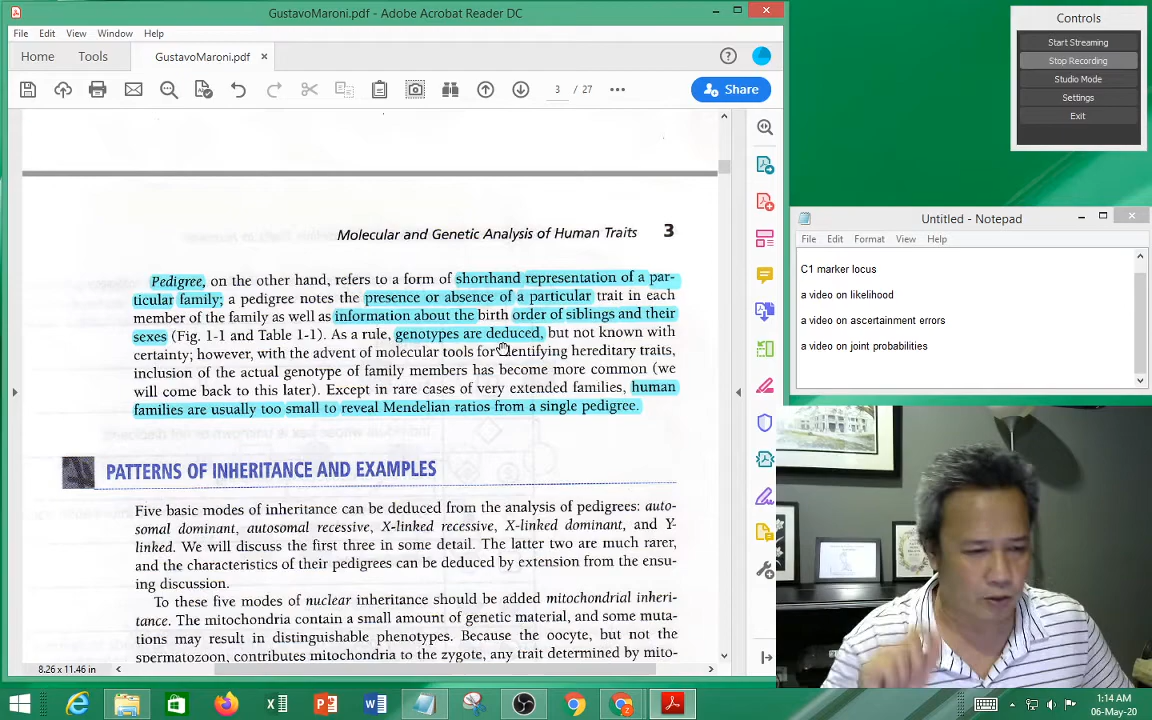 GustavoMaroni.pdf - Adobe Acrobat Reader DC
File Edit View Window Help
Home Tools GustavoMaroni.pdf ×
3 / 27
Share
Molecular and Genetic Analysis of Human Traits 3
Pedigree, on the other hand, refers to a form of shorthand representation of a par-
ticular family; a pedigree notes the presence or absence of a particular trait in each
member of the family as well as information about the birth order of siblings and their
sexes (Fig. 1-1 and Table 1-1). As a rule, genotypes are deduced, but not known with
certainty; however, with the advent of molecular tools for identifying hereditary traits,
inclusion of the actual genotype of family members has become more common (we
will come back to this later). Except in rare cases of very extended families, human
families are usually too small to reveal Mendelian ratios from a single pedigree.
PATTERNS OF INHERITANCE AND EXAMPLES
Five basic modes of inheritance can be deduced from the analysis of pedigrees: auto-
somal dominant, autosomal recessive, X-linked recessive, X-linked dominant, and Y-
linked. We will discuss the first three in some detail. The latter two are much rarer,
and the characteristics of their pedigrees can be deduced by extension from the ensu-
ing discussion.
To these five modes of nuclear inheritance should be added mitochondrial inheri-
tance. The mitochondria contain a small amount of genetic material, and some muta-
tions may result in distinguishable phenotypes. Because the oocyte, but not the
spermatozoon, contributes mitochondria to the zygote, any trait determined by mito-
8.26 x 11.46 in
Controls
Start Streaming
Stop Recording
Studio Mode
Settings
Exit
Untitled - Notepad
File Edit Format View Help
C1 marker locus
a video on likelihood
a video on ascertainment errors
a video on joint probabilities
1:14 AM
06-May-20